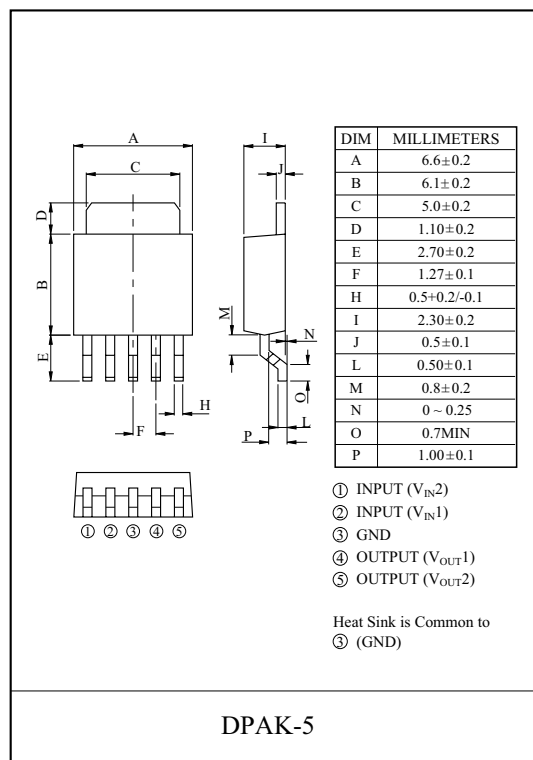 A
C
D
B
E
F
H
I
J
M
N
O
L
P
DIM MILLIMETERS
A 6.6±0.2
B 6.1±0.2
C 5.0±0.2
D 1.10±0.2
E 2.70±0.2
F 1.27±0.1
H 0.5+0.2/-0.1
I 2.30±0.2
J 0.5±0.1
L 0.50±0.1
M 0.8±0.2
N 0 ~ 0.25
O 0.7MIN
P 1.00±0.1
① ② ③ ④ ⑤
① INPUT (VIN2)
② INPUT (VIN1)
③ GND
④ OUTPUT (VOUT1)
⑤ OUTPUT (VOUT2)
Heat Sink is Common to
③ (GND)
DPAK-5